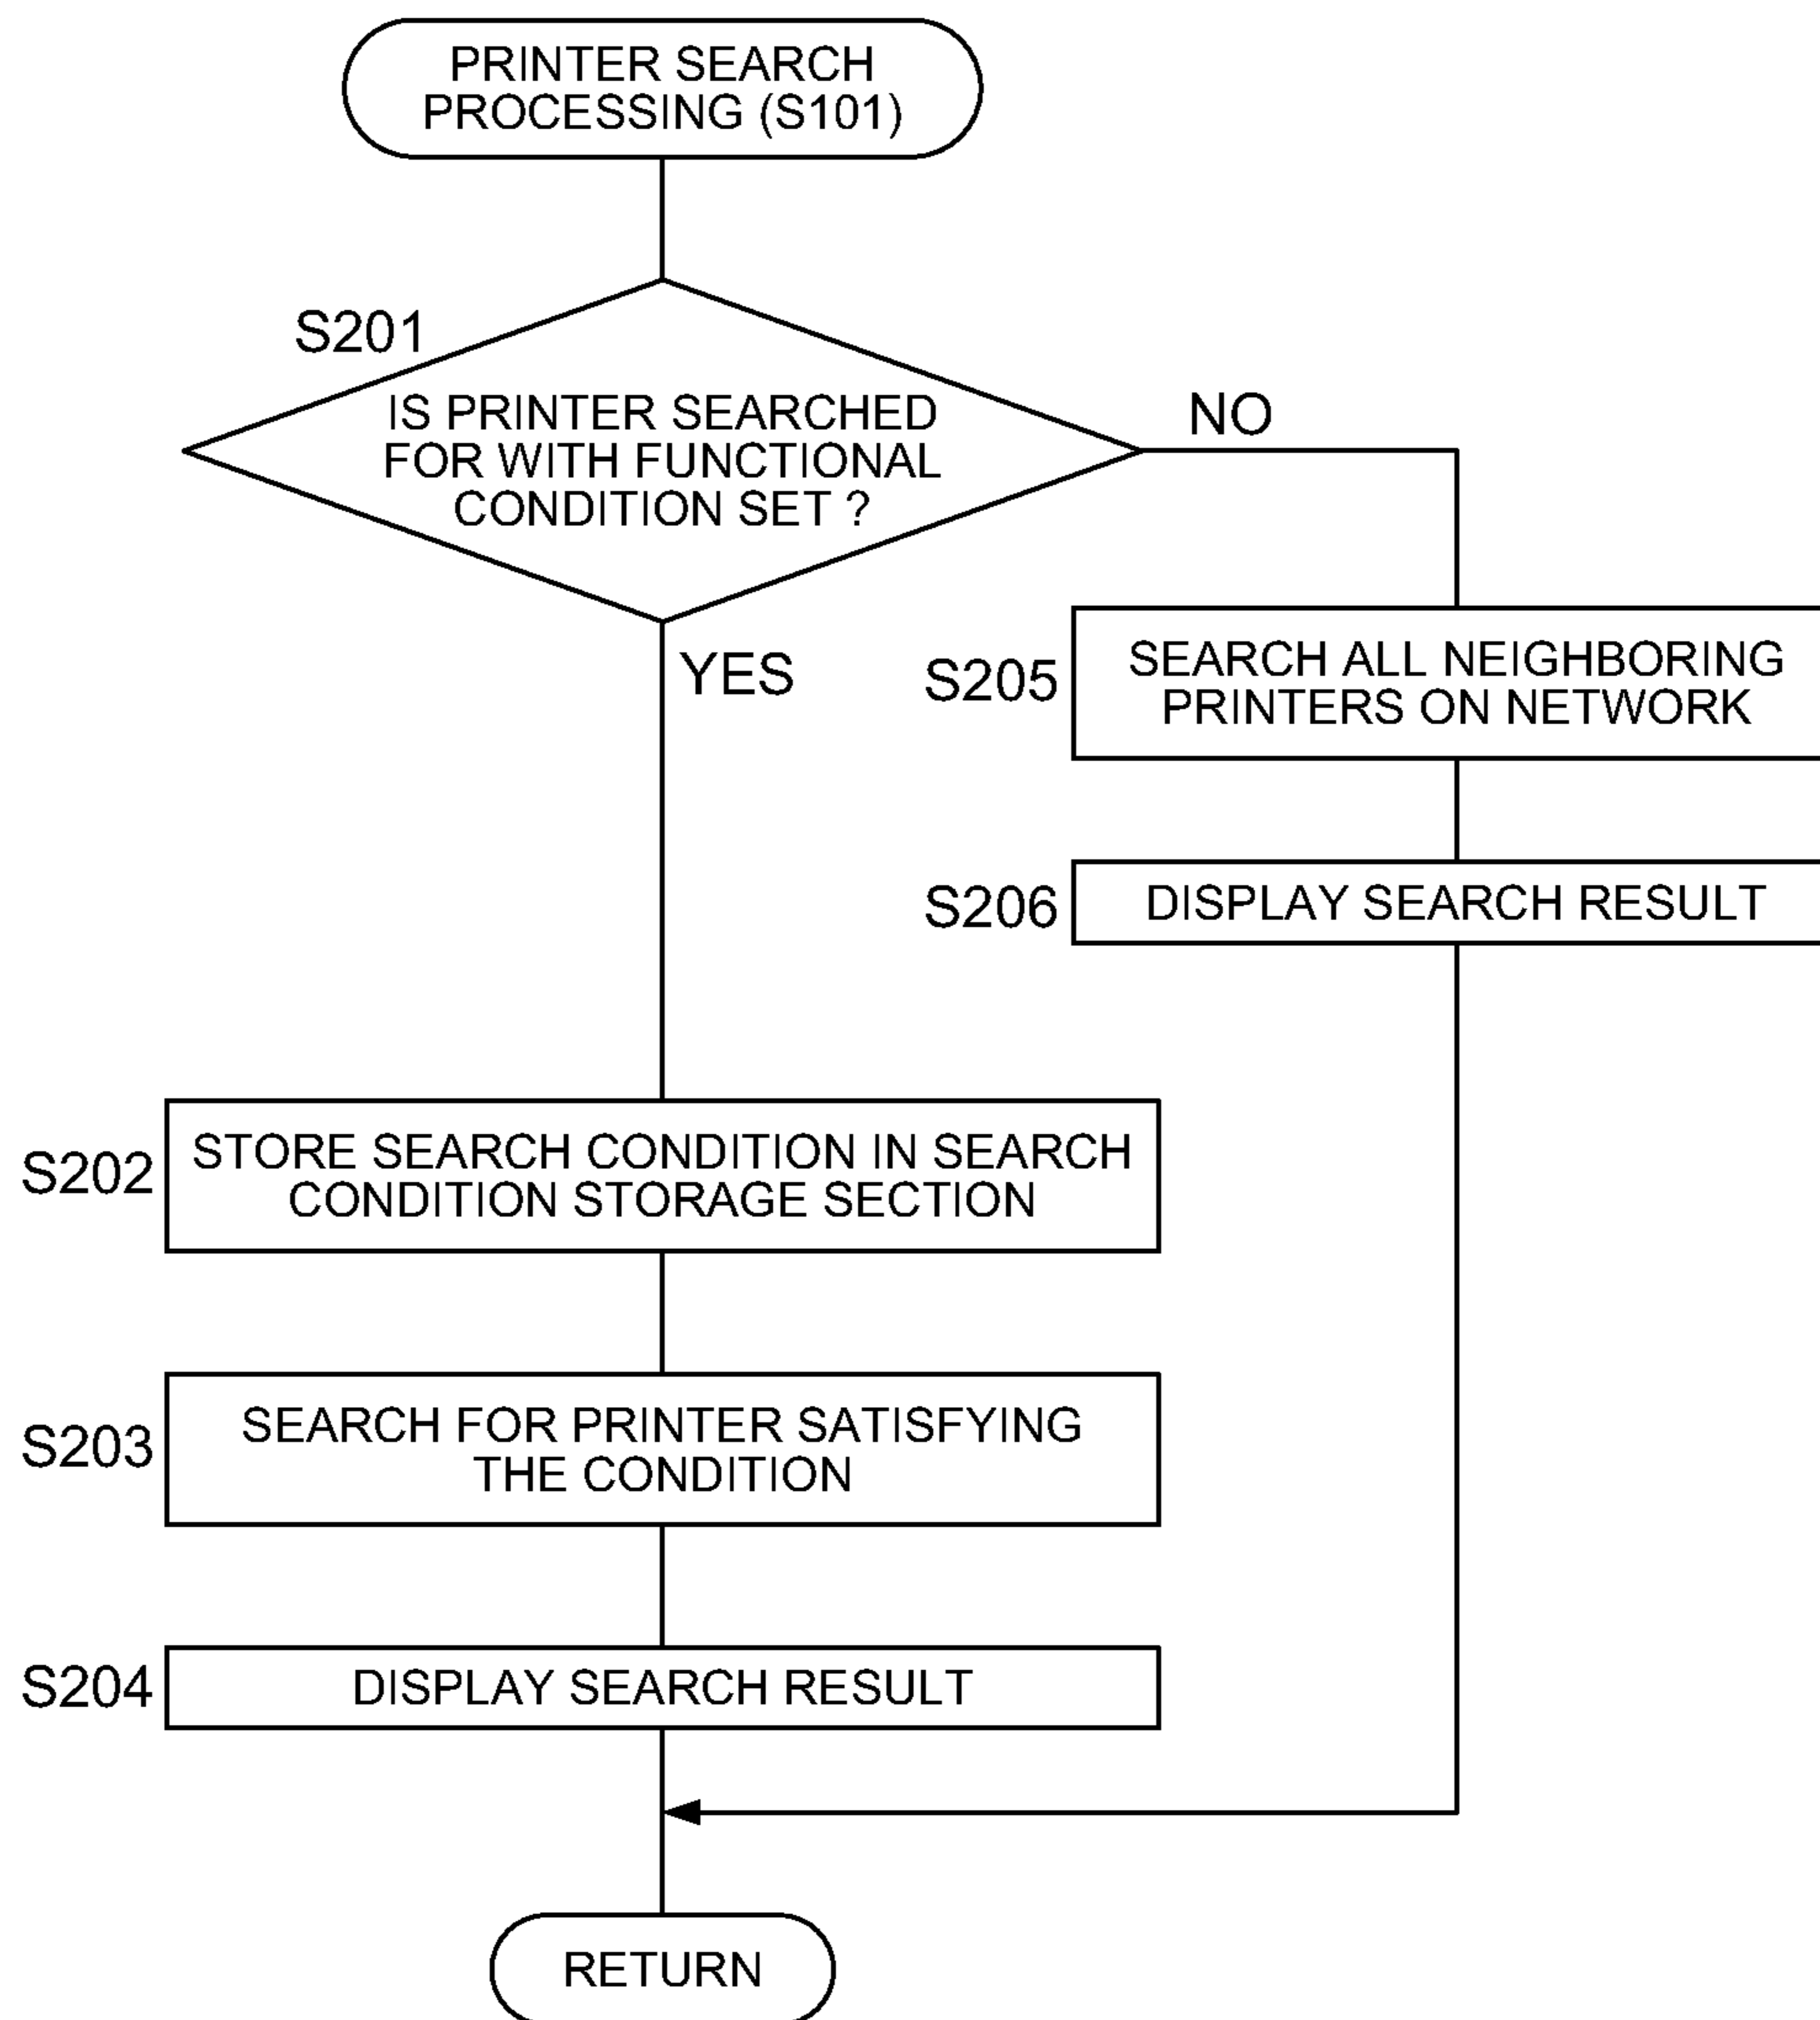 PRINTER SEARCH
PROCESSING (S101)
S201
IS PRINTER SEARCHED
FOR WITH FUNCTIONAL
CONDITION SET ?
NO
YES
S205
SEARCH ALL NEIGHBORING
PRINTERS ON NETWORK
S206
DISPLAY SEARCH RESULT
S202
STORE SEARCH CONDITION IN SEARCH
CONDITION STORAGE SECTION
S203
SEARCH FOR PRINTER SATISFYING
THE CONDITION
S204
DISPLAY SEARCH RESULT
RETURN